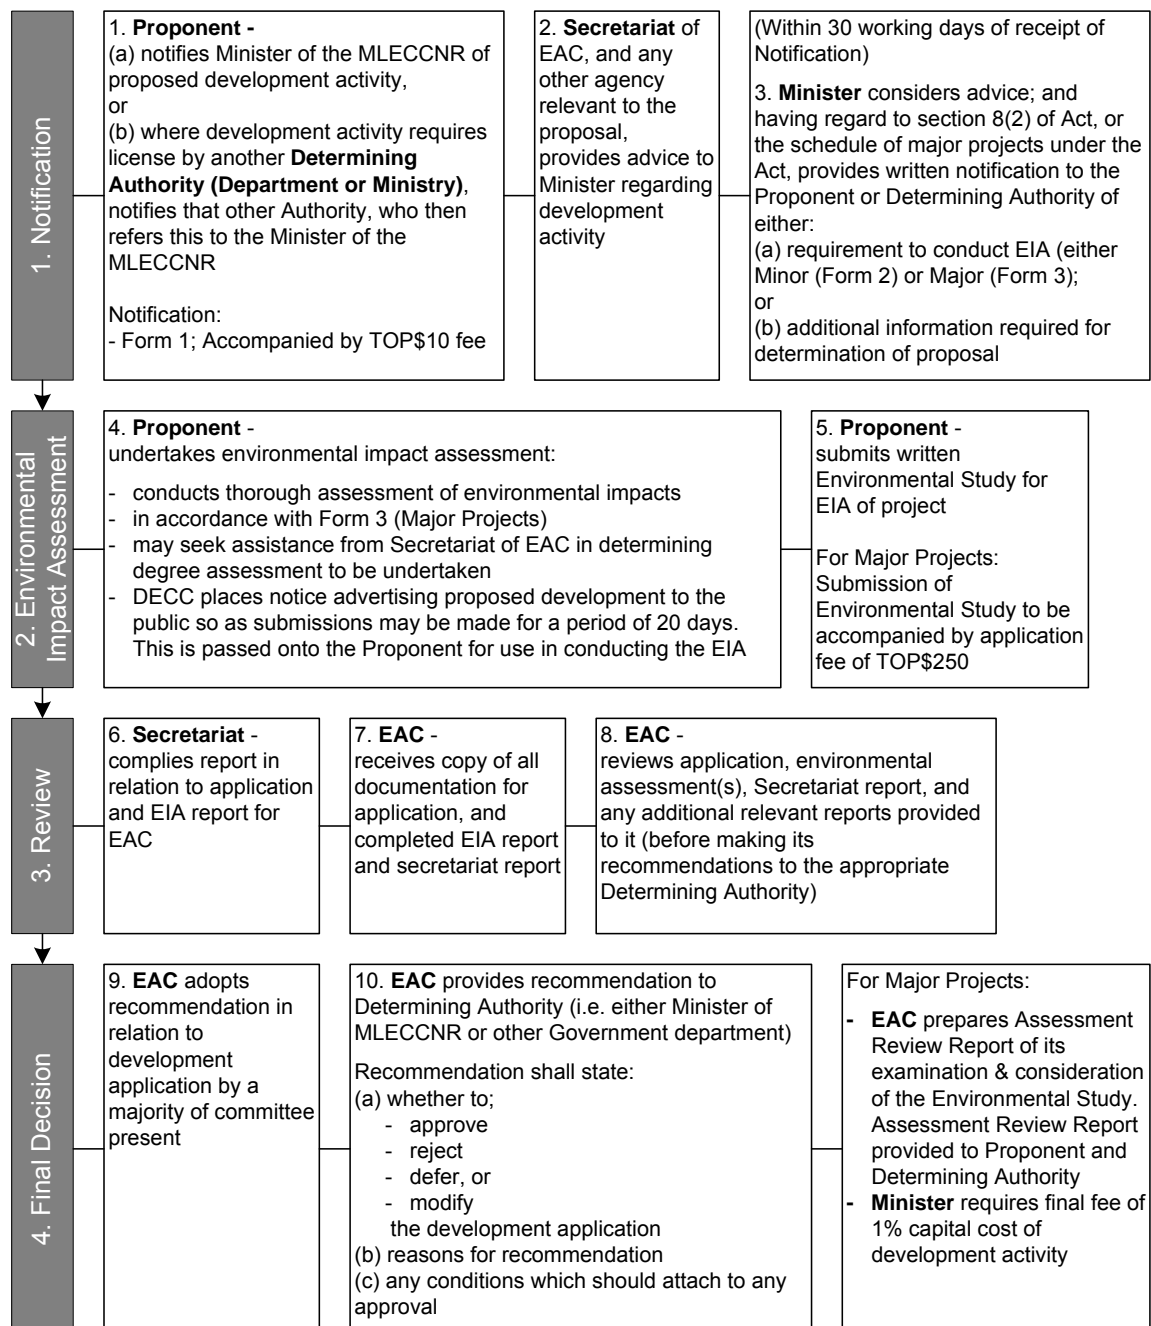 1. Notification
1. Proponent -
(a) notifies Minister of the MLECCNR of
proposed development activity,
or
(b) where development activity requires
license by another Determining
Authority (Department or Ministry),
notifies that other Authority, who then
refers this to the Minister of the
MLECCNR
Notification:
- Form 1; Accompanied by TOP$10 fee
2. Secretariat of
EAC, and any
other agency
relevant to the
proposal,
provides advice to
Minister regarding
development
activity
(Within 30 working days of receipt of
Notification)
3. Minister considers advice; and
having regard to section 8(2) of Act, or
the schedule of major projects under the
Act, provides written notification to the
Proponent or Determining Authority of
either:
(a) requirement to conduct EIA (either
Minor (Form 2) or Major (Form 3);
or
(b) additional information required for
determination of proposal
2. Environmental
Impact Assessment
4. Proponent -
undertakes environmental impact assessment:
- conducts thorough assessment of environmental impacts
- in accordance with Form 3 (Major Projects)
- may seek assistance from Secretariat of EAC in determining
degree assessment to be undertaken
- DECC places notice advertising proposed development to the
public so as submissions may be made for a period of 20 days.
This is passed onto the Proponent for use in conducting the EIA
5. Proponent -
submits written
Environmental Study for
EIA of project
For Major Projects:
Submission of
Environmental Study to be
accompanied by application
fee of TOP$250
3. Review
6. Secretariat -
complies report in
relation to application
and EIA report for
EAC
7. EAC -
receives copy of all
documentation for
application, and
completed EIA report
and secretariat report
8. EAC -
reviews application, environmental
assessment(s), Secretariat report, and
any additional relevant reports provided
to it (before making its
recommendations to the appropriate
Determining Authority)
4. Final Decision
9. EAC adopts
recommendation in
relation to
development
application by a
majority of committee
present
10. EAC provides recommendation to
Determining Authority (i.e. either Minister of
MLECCNR or other Government department)
Recommendation shall state:
(a) whether to;
- approve
- reject
- defer, or
- modify
the development application
(b) reasons for recommendation
(c) any conditions which should attach to any
approval
For Major Projects:
- EAC prepares Assessment
Review Report of its
examination & consideration
of the Environmental Study.
Assessment Review Report
provided to Proponent and
Determining Authority
- Minister requires final fee of
1% capital cost of
development activity